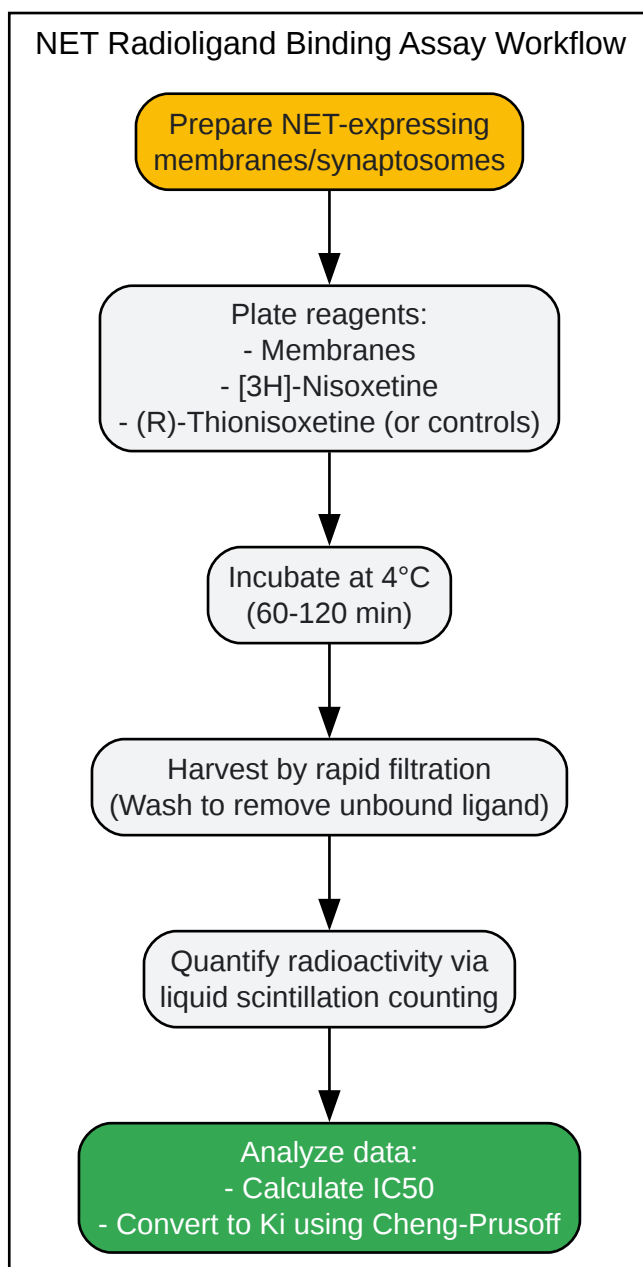 NET Radioligand Binding Assay Workflow
Prepare NET-expressing
membranes/synaptosomes
Plate reagents:
- Membranes
- [3H]-Nisoxetine
- (R)-Thionisoxetine (or controls)
Incubate at 4°C
(60-120 min)
Harvest by rapid filtration
(Wash to remove unbound ligand)
Quantify radioactivity via
liquid scintillation counting
Analyze data:
- Calculate IC50
- Convert to Ki using Cheng-Prusoff